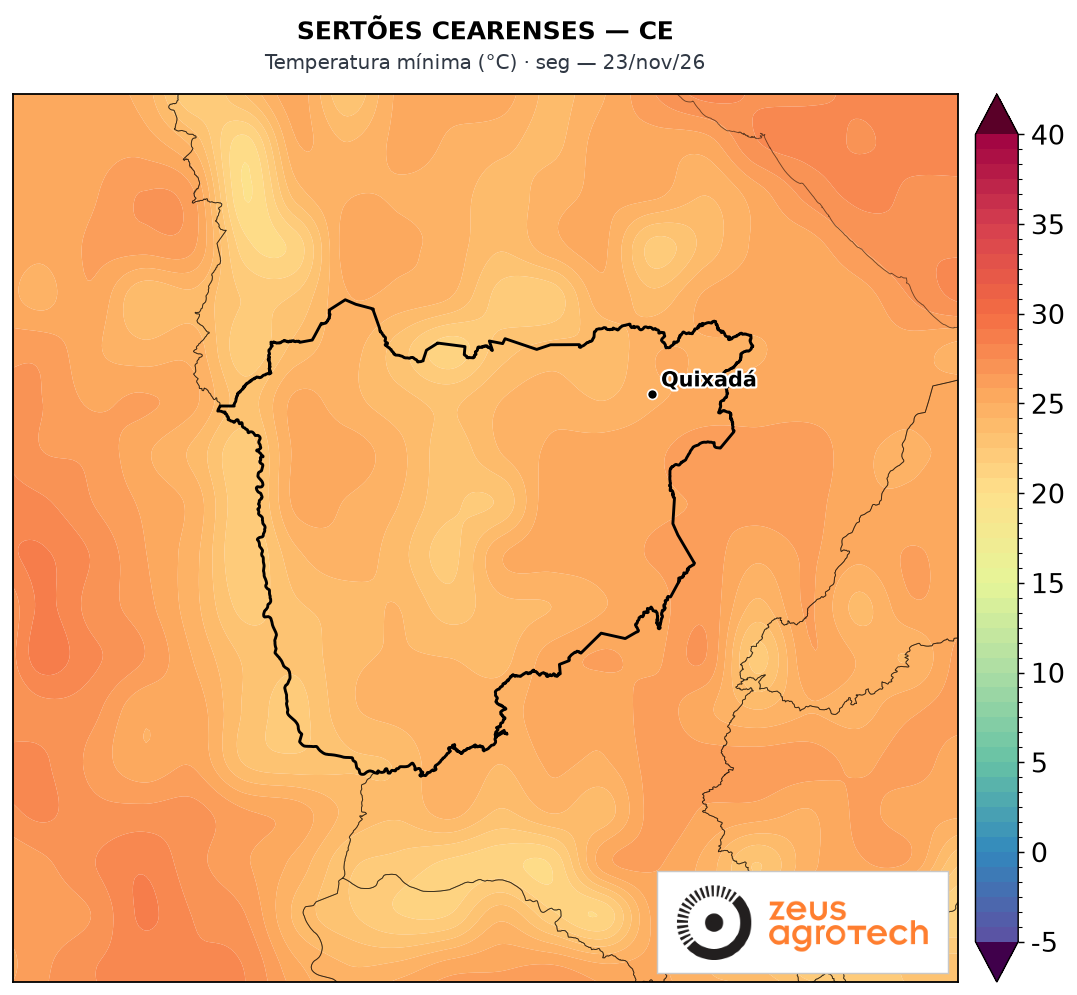 SERTÕES CEARENSES — CE
Temperatura mínima (°C) · seg — 23/nov/26
Quixadá
40
35
30
25
20
15
10
5
0
-5
zeus
agrotech